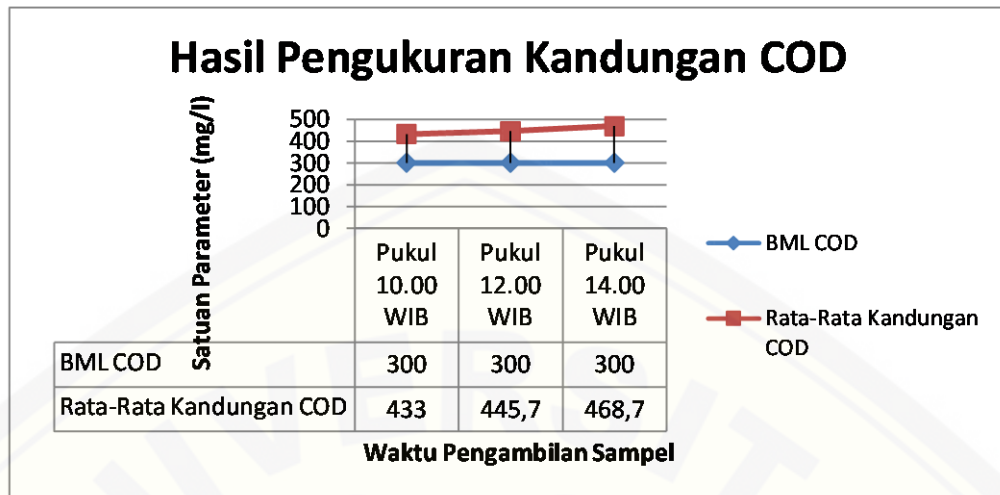 Hasil Pengukuran Kandungan COD
Satuan Parameter (mg/l)
500
400
300
200
100
0
Pukul 10.00 WIB
Pukul 12.00 WIB
Pukul 14.00 WIB
BML COD 300 300 300
Rata-Rata Kandungan COD 433 445,7 468,7
Waktu Pengambilan Sampel
BML COD
Rata-Rata Kandungan
COD
UNIVERSIT